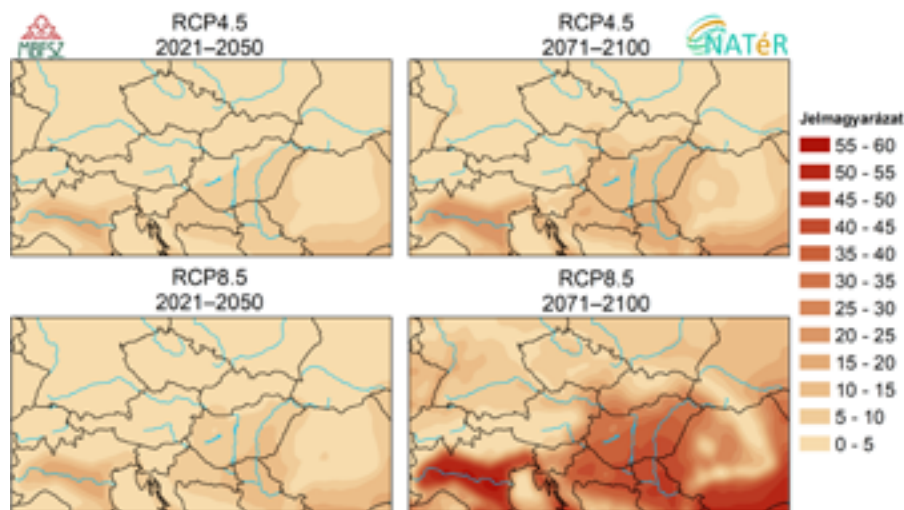 MBFSZ
RCP4.5
2021–2050
RCP4.5
2071–2100
NATéR
RCP8.5
2021–2050
RCP8.5
2071–2100
Jelmagyarázat
55 - 60
50 - 55
45 - 50
40 - 45
35 - 40
30 - 35
25 - 30
20 - 25
15 - 20
10 - 15
5 - 10
0 - 5